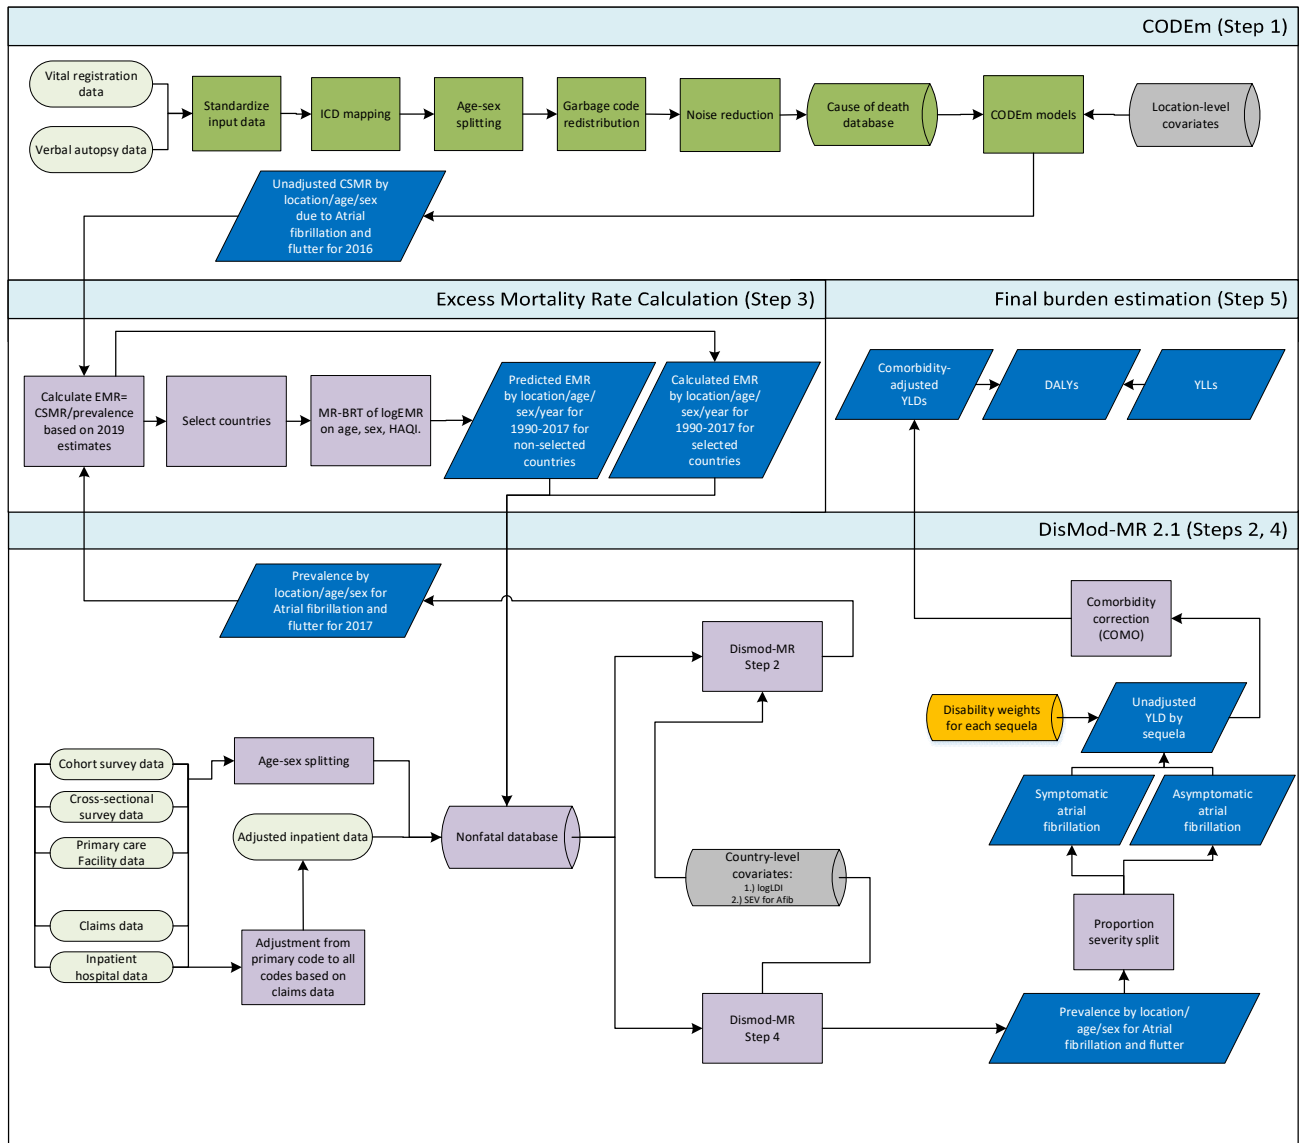 CODEm (Step 1)
Vital registration
data
Verbal autopsy data
Standardize
input data
ICD mapping
Age-sex
splitting
Garbage code
redistribution
Noise reduction
Cause of death
database
CODEm models
Location-level
covariates
Unadjusted CSMR by
location/age/sex
due to Atrial
fibrillation and
flutter for 2016
Excess Mortality Rate Calculation (Step 3)
Calculate EMR=
CSMR/prevalence
based on 2019
estimates
Select countries
MR-BRT of logEMR
on age, sex, HAQI.
Predicted EMR
by location/age/
sex/year for
1990-2017 for
non-selected
countries
Calculated EMR
by location/age/
sex/year for
1990-2017 for
selected
countries
Final burden estimation (Step 5)
Comorbidity-
adjusted
YLDs
DALYs
YLLs
DisMod-MR 2.1 (Steps 2, 4)
Prevalence by
location/age/sex for
Atrial fibrillation and
flutter for 2017
Cohort survey data
Cross-sectional
survey data
Primary care
Facility data
Claims data
Inpatient
hospital data
Age-sex splitting
Adjusted inpatient data
Adjustment from
primary code to all
codes based on
claims data
Nonfatal database
Dismod-MR
Step 2
Country-level
covariates:
1.) logLDI
2.) SEV for Afib
Dismod-MR
Step 4
Comorbidity
correction
(COMO)
Disability weights
for each sequela
Unadjusted
YLD by
sequela
Symptomatic
atrial
fibrillation
Asymptomatic
atrial
fibrillation
Proportion
severity split
Prevalence by location/
age/sex for Atrial
fibrillation and flutter